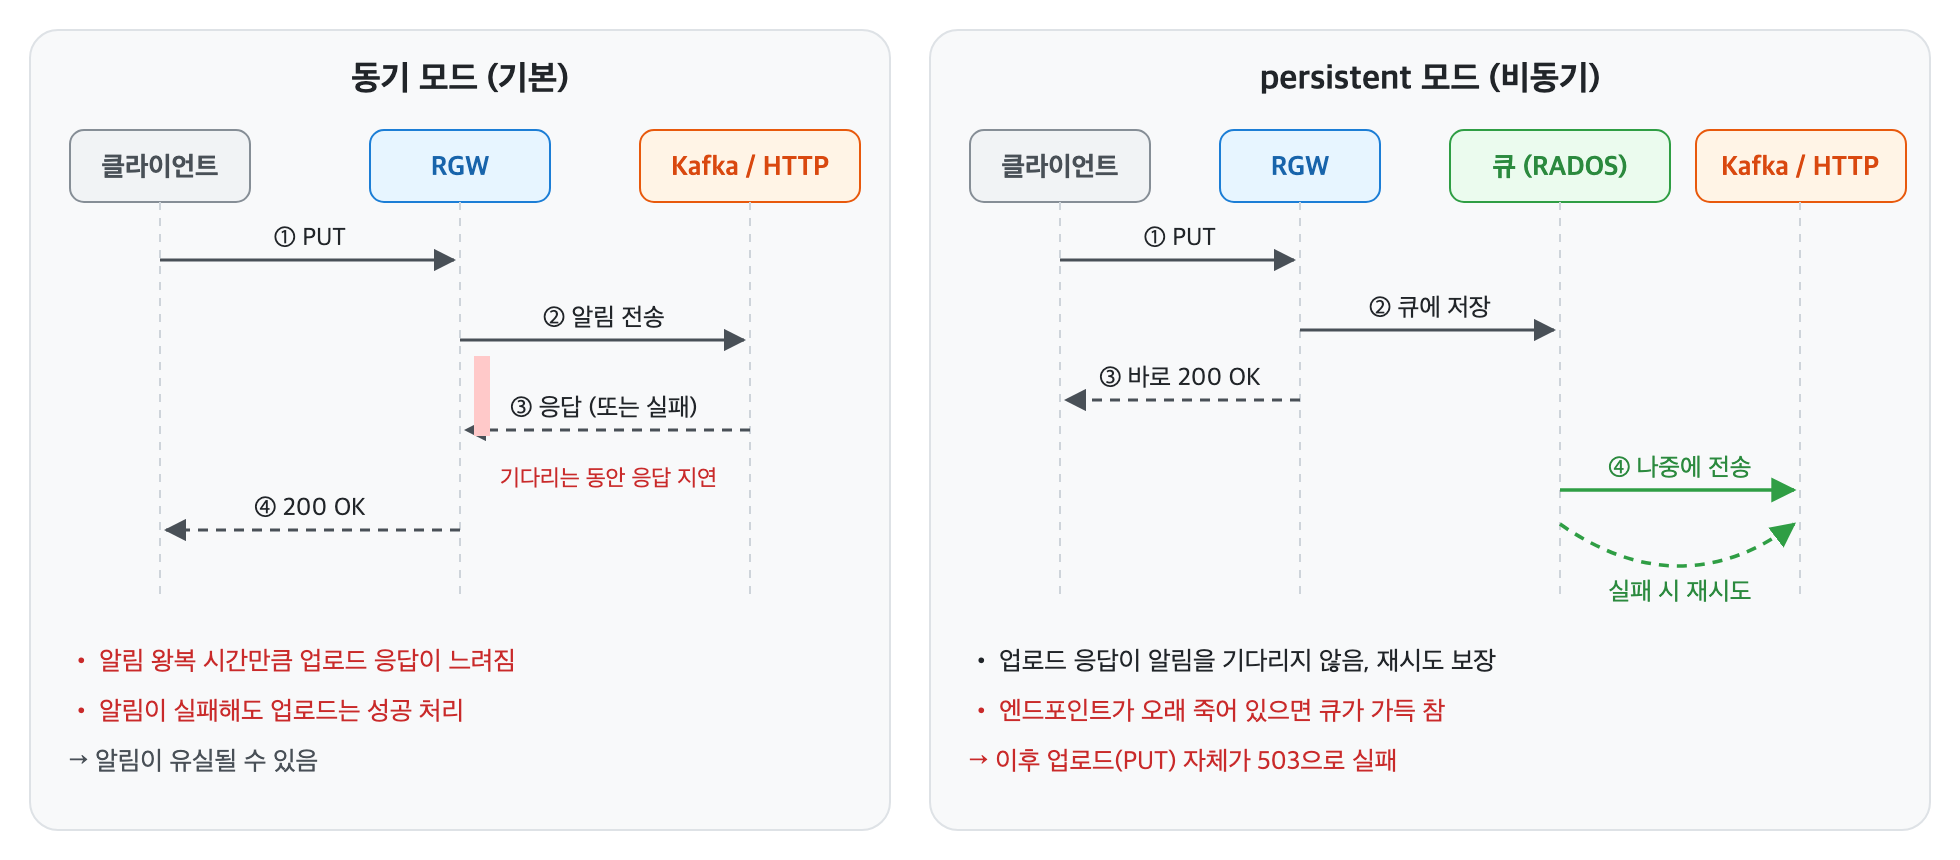 동기 모드 (기본)
클라이언트
RGW
Kafka / HTTP
① PUT
② 알림 전송
③ 응답 (또는 실패)
기다리는 동안 응답 지연
④ 200 OK
• 알림 왕복 시간만큼 업로드 응답이 느려짐
• 알림이 실패해도 업로드는 성공 처리
→ 알림이 유실될 수 있음
persistent 모드 (비동기)
클라이언트
RGW
큐 (RADOS)
Kafka / HTTP
① PUT
② 큐에 저장
③ 바로 200 OK
④ 나중에 전송
실패 시 재시도
• 업로드 응답이 알림을 기다리지 않음, 재시도 보장
• 엔드포인트가 오래 죽어 있으면 큐가 가득 참
→ 이후 업로드(PUT) 자체가 503으로 실패